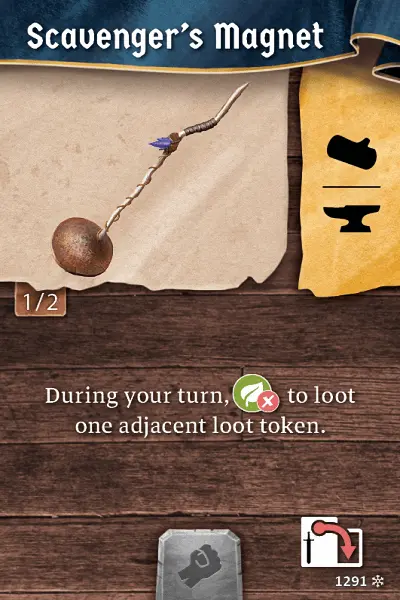 Scavenger's Magnet
1/2
During your turn, to loot
one adjacent loot token.
1291